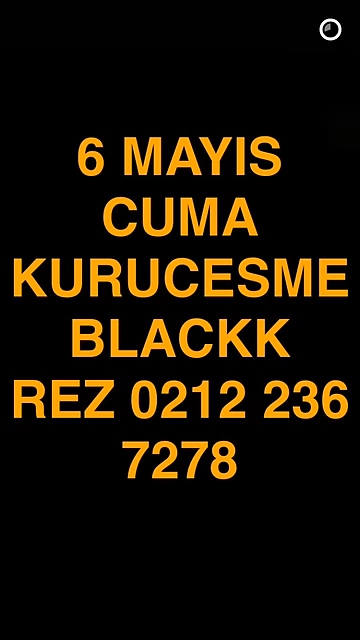 6 MAYIS
CUMA
KURUCESME
BLACKK
REZ 0212 236
7278